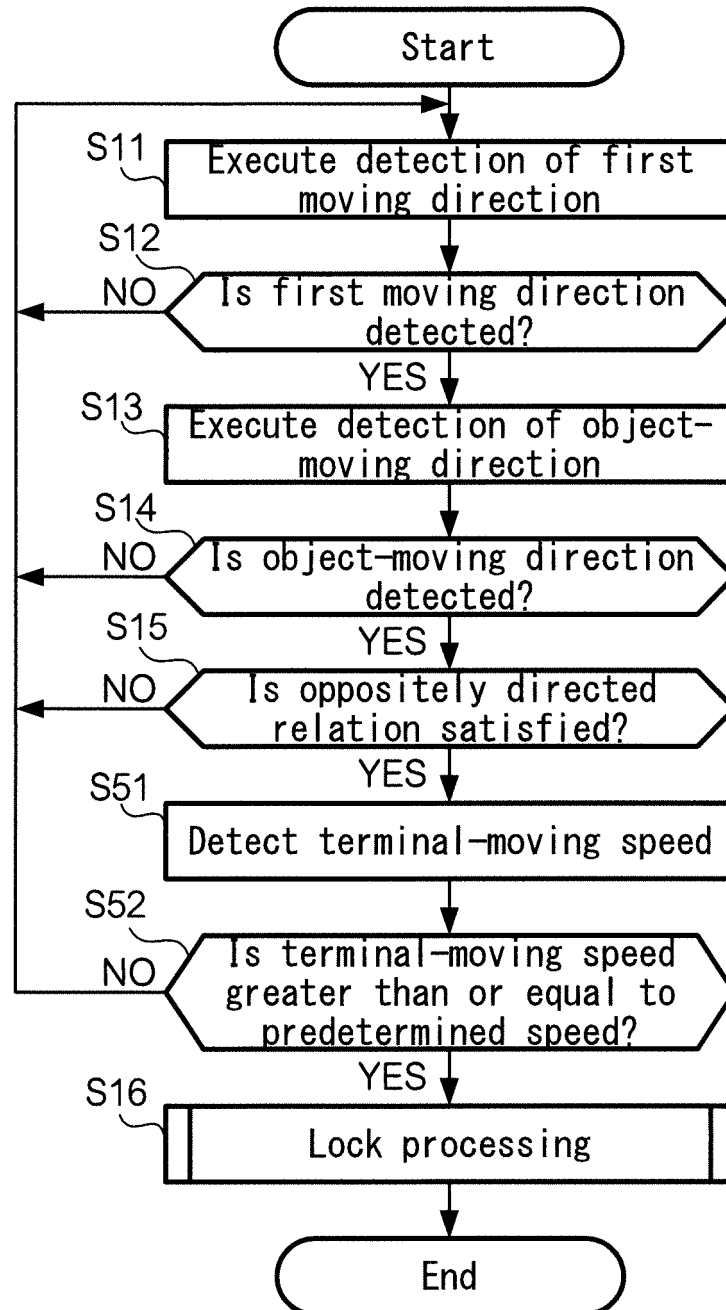 Start
S11
Execute detection of first
moving direction
S12
NO
Is first moving direction
detected?
YES
S13
Execute detection of object-
moving direction
S14
NO
Is object-moving direction
detected?
YES
S15
NO
Is oppositely directed
relation satisfied?
YES
S51
Detect terminal-moving speed
S52
NO
Is terminal-moving speed
greater than or equal to
predetermined speed?
YES
S16
Lock processing
End